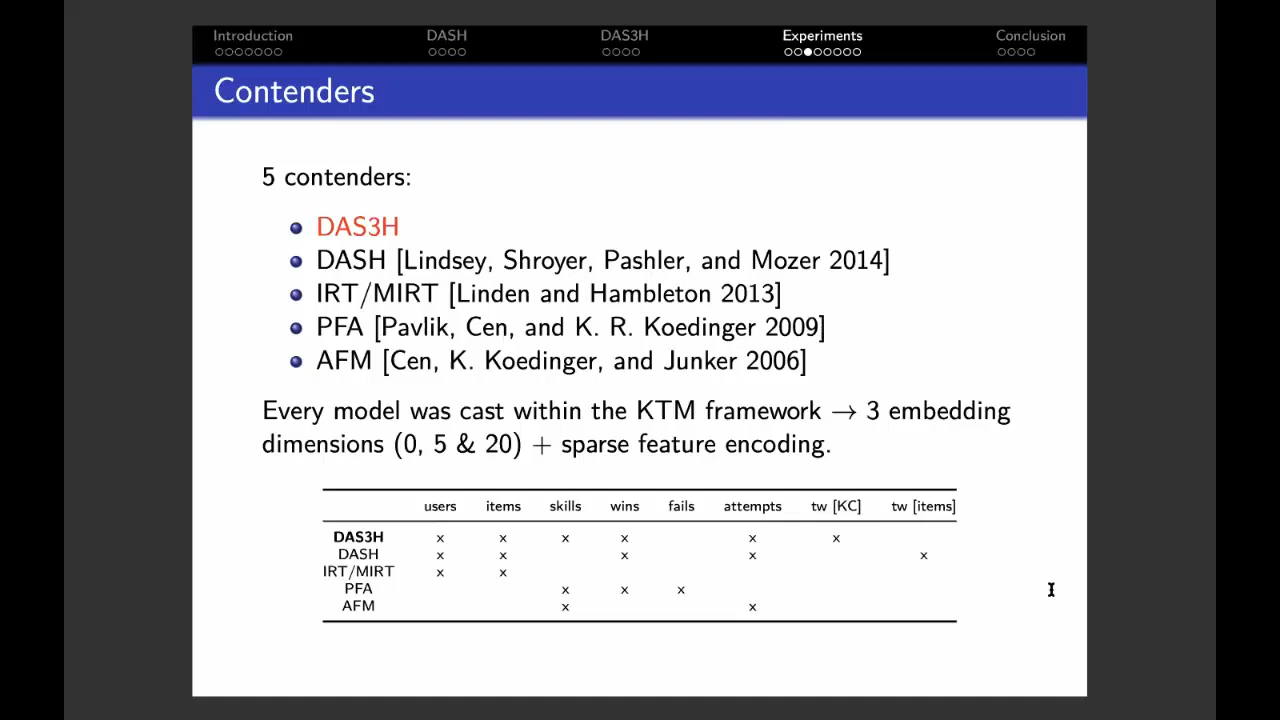 Introduction DASH DAS3H Experiments Conclusion
Contenders
5 contenders:
DAS3H
DASH [Lindsey, Shroyer, Pashler, and Mozer 2014]
IRT/MIRT [Linden and Hambleton 2013]
PFA [Pavlik, Cen, and K. R. Koedinger 2009]
AFM [Cen, K. Koedinger, and Junker 2006]
Every model was cast within the KTM framework → 3 embedding
dimensions (0, 5 & 20) + sparse feature encoding.
users items skills wins fails attempts tw [KC] tw [items]
DAS3H x x x x x x
DASH x x x x x
IRT/MIRT x x
PFA x x x
AFM x x